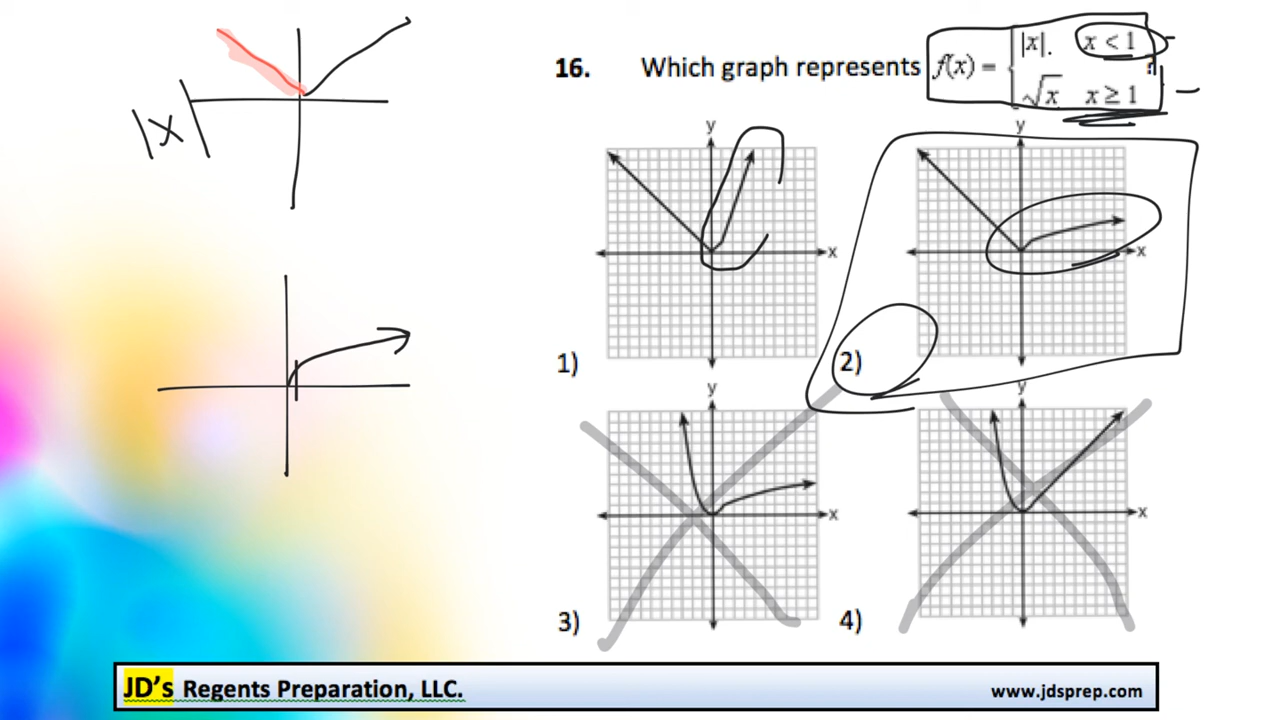 |x|
16. Which graph represents f(x) = { |x|. x < 1
√x x ≥ 1 ?
y y
x x
1) 2)
y y
x x
3) 4)
JD's Regents Preparation, LLC. www.jdsprep.com